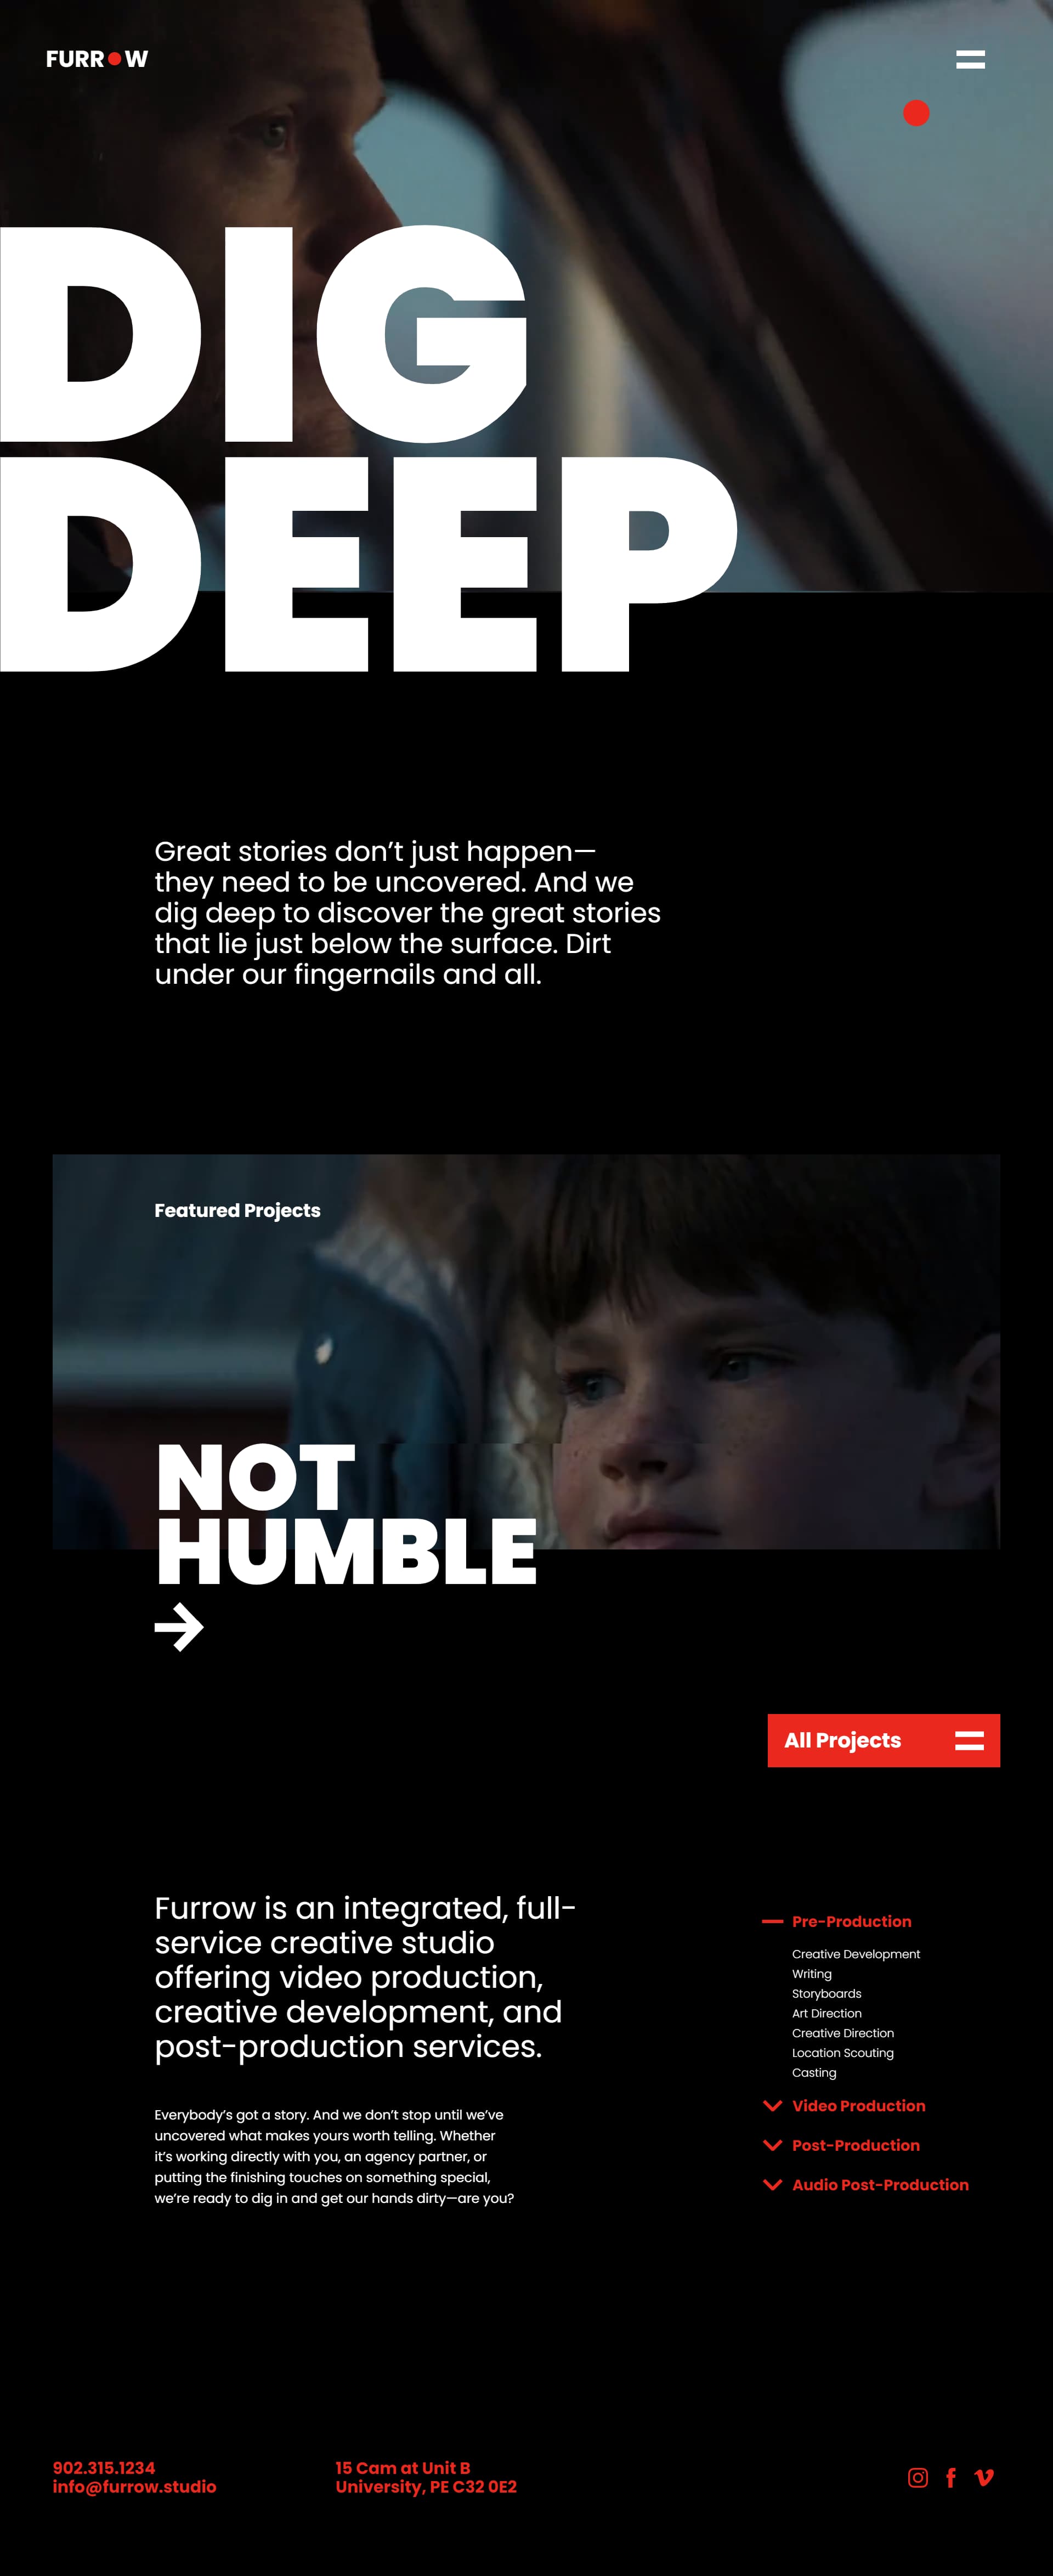 FURROW
DIG
DEEP
Great stories don’t just happen—
they need to be uncovered. And we
dig deep to discover the great stories
that lie just below the surface. Dirt
under our fingernails and all.
Featured Projects
NOT
HUMBLE
All Projects
Furrow is an integrated, full-
service creative studio
offering video production,
creative development, and
post-production services.
Everybody’s got a story. And we don’t stop until we’ve
uncovered what makes yours worth telling. Whether
it’s working directly with you, an agency partner, or
putting the finishing touches on something special,
we’re ready to dig in and get our hands dirty—are you?
Pre-Production
Creative Development
Writing
Storyboards
Art Direction
Creative Direction
Location Scouting
Casting
Video Production
Post-Production
Audio Post-Production
902.315.1234
info@furrow.studio
15 Cam at Unit B
University, PE C32 0E2